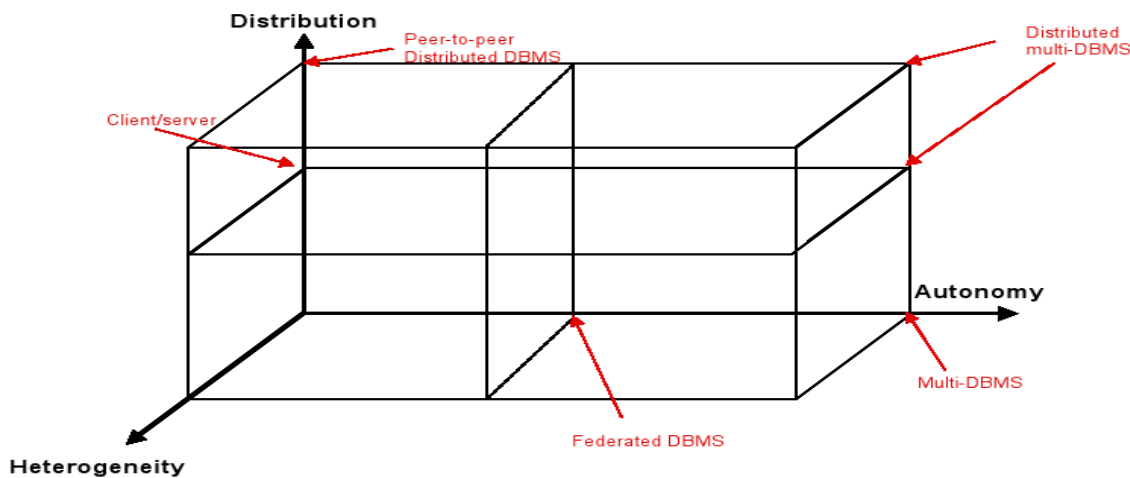 Distribution
Peer-to-peer
Distributed DBMS
Distributed
multi-DBMS
Client/server
Autonomy
Multi-DBMS
Federated DBMS
Heterogeneity